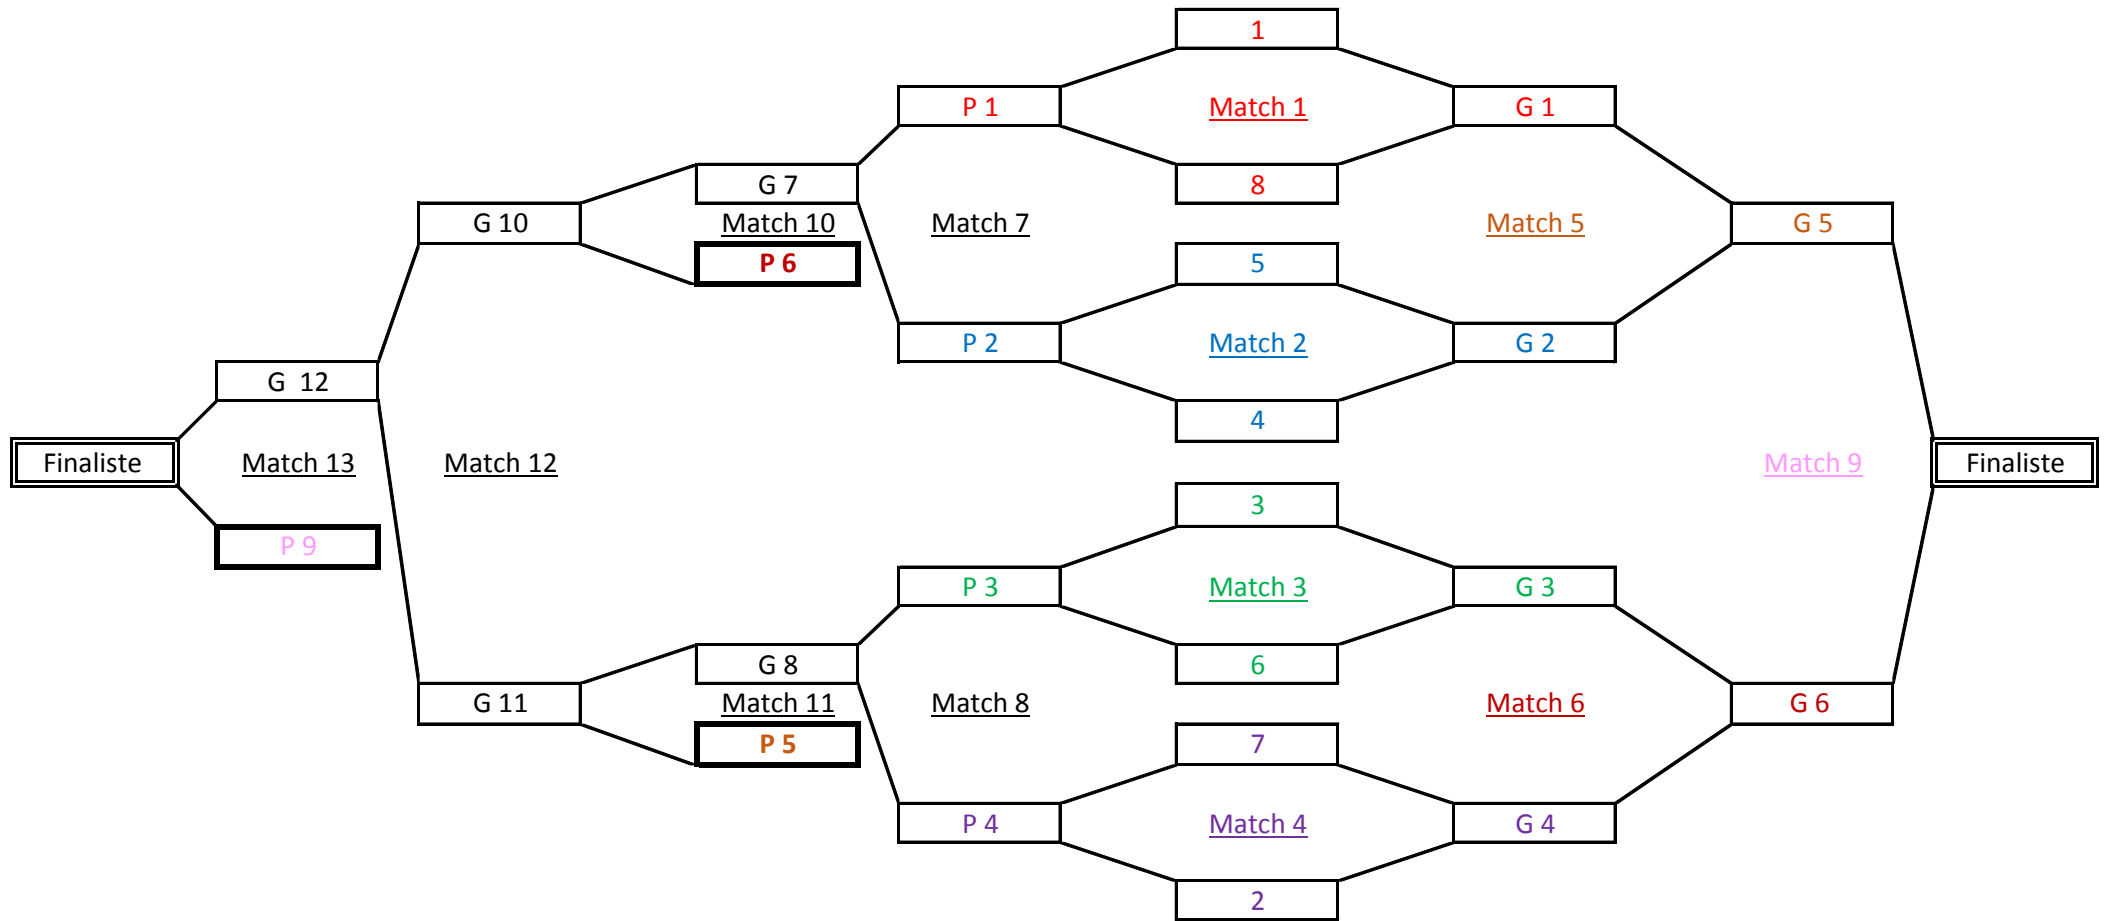 1
P 1
Match 1
G 1
G 7
8
G 10
Match 10
Match 7
Match 5
G 5
P 6
5
P 2
Match 2
G 2
G  12
4
Finaliste
Match 13
Match 12
Match 9
Finaliste
3
P 9
P 3
Match 3
G 3
G 8
6
G 11
Match 11
Match 8
Match 6
G 6
P 5
7
P 4
Match 4
G 4
2